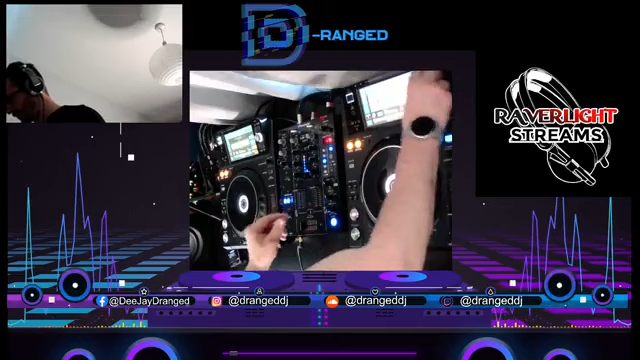 D-RANGED
RAVERLIGHT
STREAMS
@DeeJayDranged
@drangeddj
@drangeddj
@drangeddj